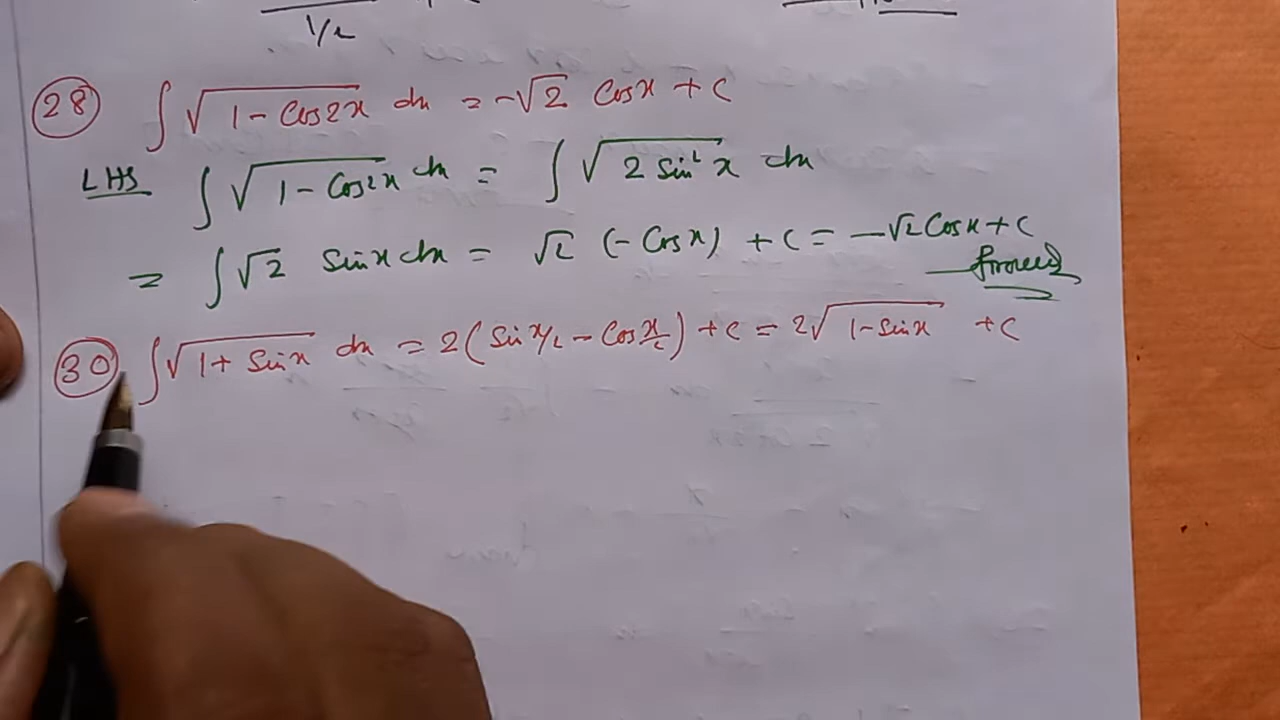 1/2
28 ∫ √(1 - Cos2x) dx = -√2 Cosx + C
LHS ∫ √(1 - Cos2x) dx = ∫ √(2 sin²x) dx
= ∫ √2 sinx dx = √2 (-Cosx) + C = -√2 Cosx + C
Proved
30 ∫ √(1 + Sinx) dx = 2(Sin x/2 - Cos x/2) + C = 2√(1 - Sinx) + C